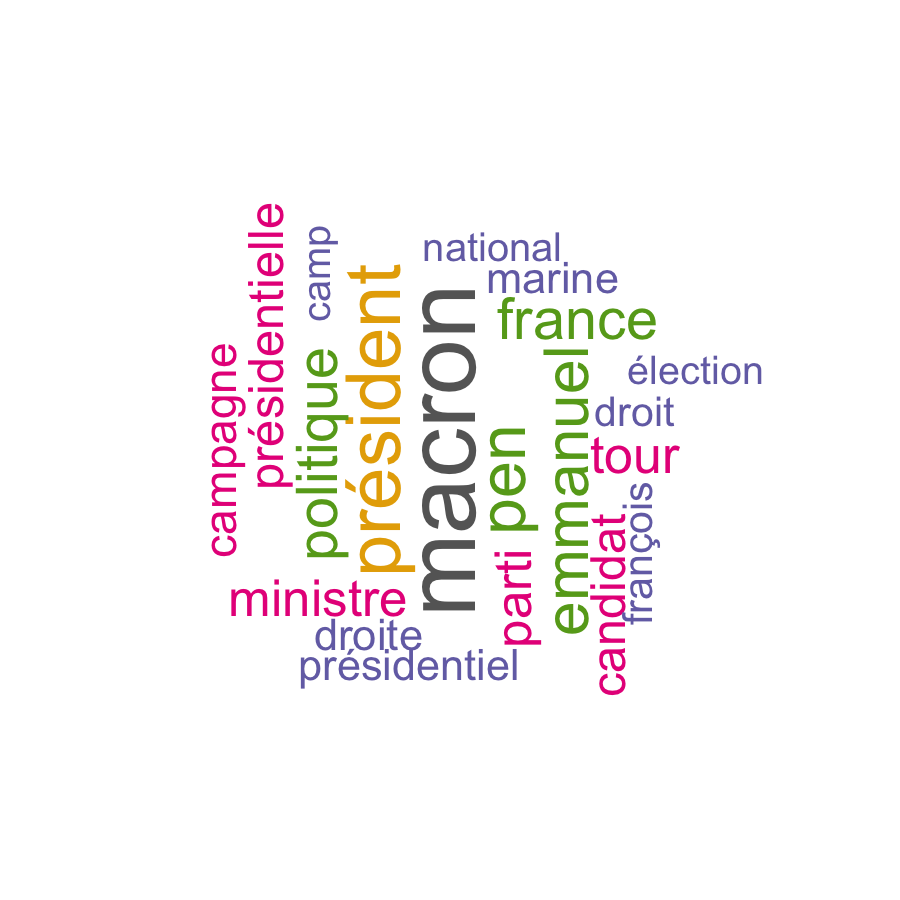 campagne
présidentielle
camp
politique
président
macron
national
marine
france
pen
emmanuel
élection
droit
tour
françois
candidat
parti
ministre
droite
présidentiel